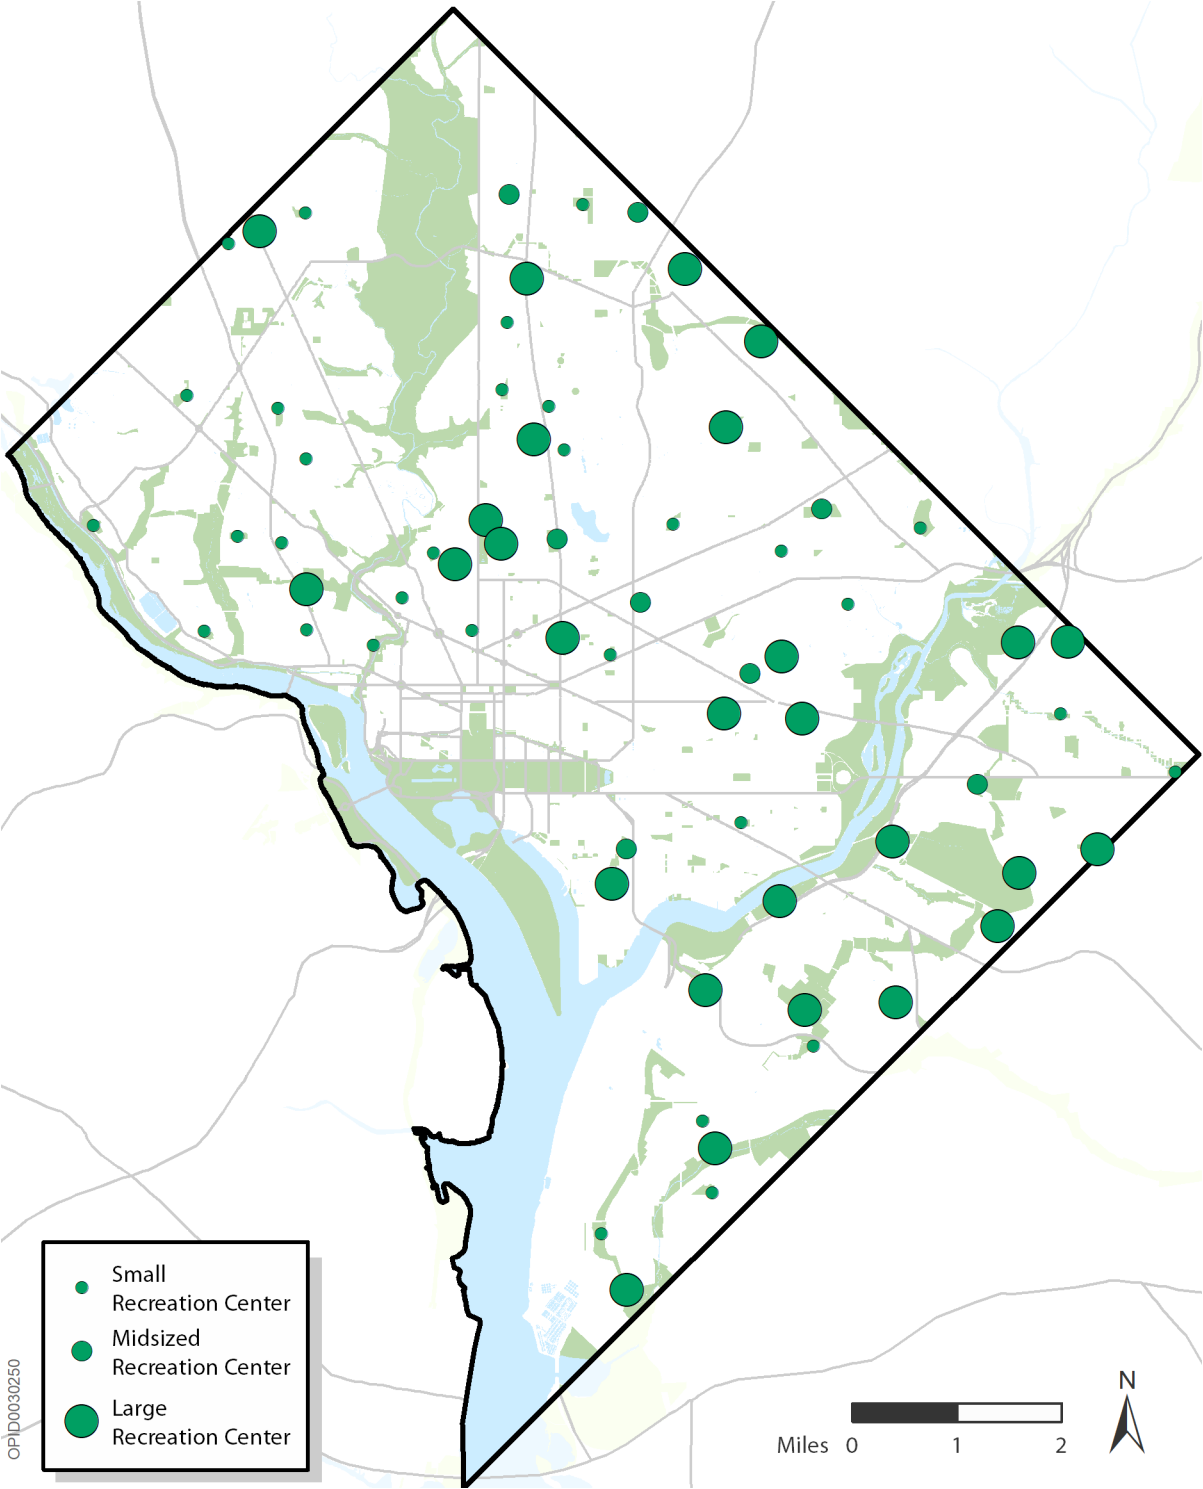 Small
Recreation Center
Midsized
Recreation Center
Large
Recreation Center
OPID0030250
N
Miles 0 1 2